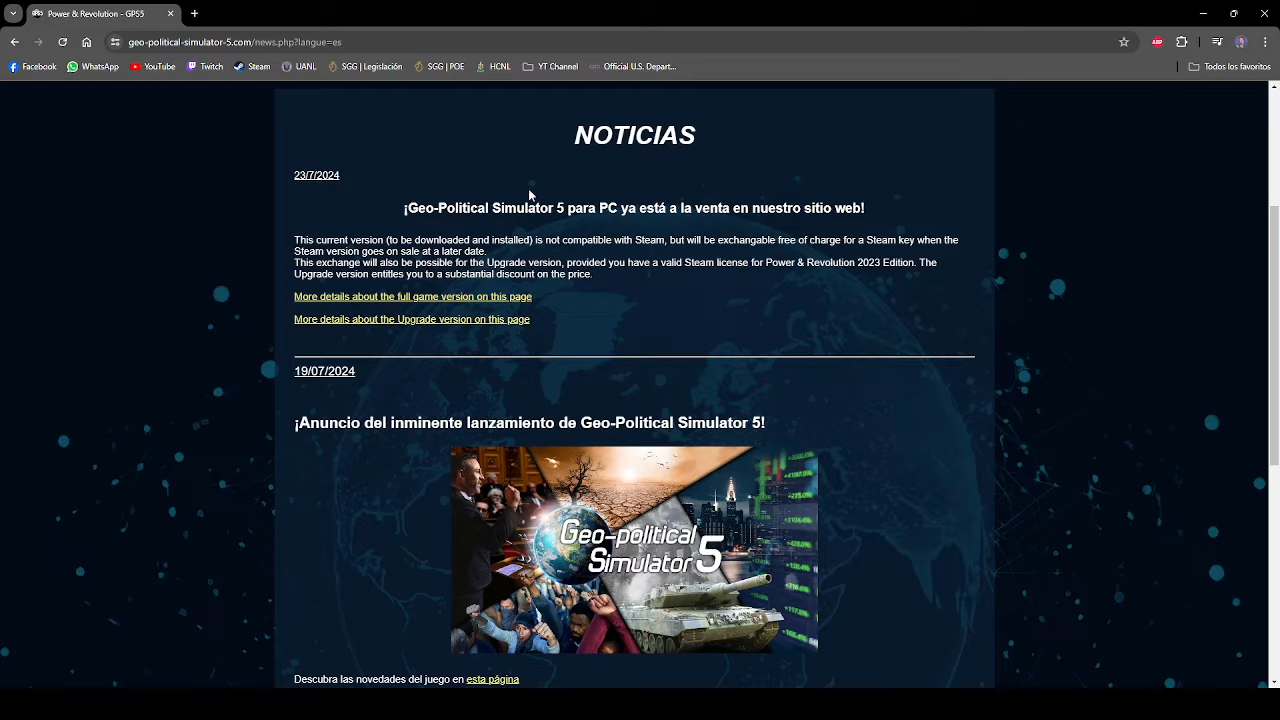 Power & Revolution - GPS5
geo-political-simulator-5.com/news.php?langue=es
Facebook
WhatsApp
YouTube
Twitch
Steam
UANL
SGG | Legislación
SGG | POE
HCNL
YT Channel
Official U.S. Depart...
Todos los favoritos
NOTICIAS
23/7/2024
¡Geo-Political Simulator 5 para PC ya está a la venta en nuestro sitio web!
This current version (to be downloaded and installed) is not compatible with Steam, but will be exchangable free of charge for a Steam key when the
Steam version goes on sale at a later date.
This exchange will also be possible for the Upgrade version, provided you have a valid Steam license for Power & Revolution 2023 Edition. The
Upgrade version entitles you to a substantial discount on the price.
More details about the full game version on this page
More details about the Upgrade version on this page
19/07/2024
¡Anuncio del inminente lanzamiento de Geo-Political Simulator 5!
Geo-political
Simulator 5
Descubra las novedades del juego en esta página